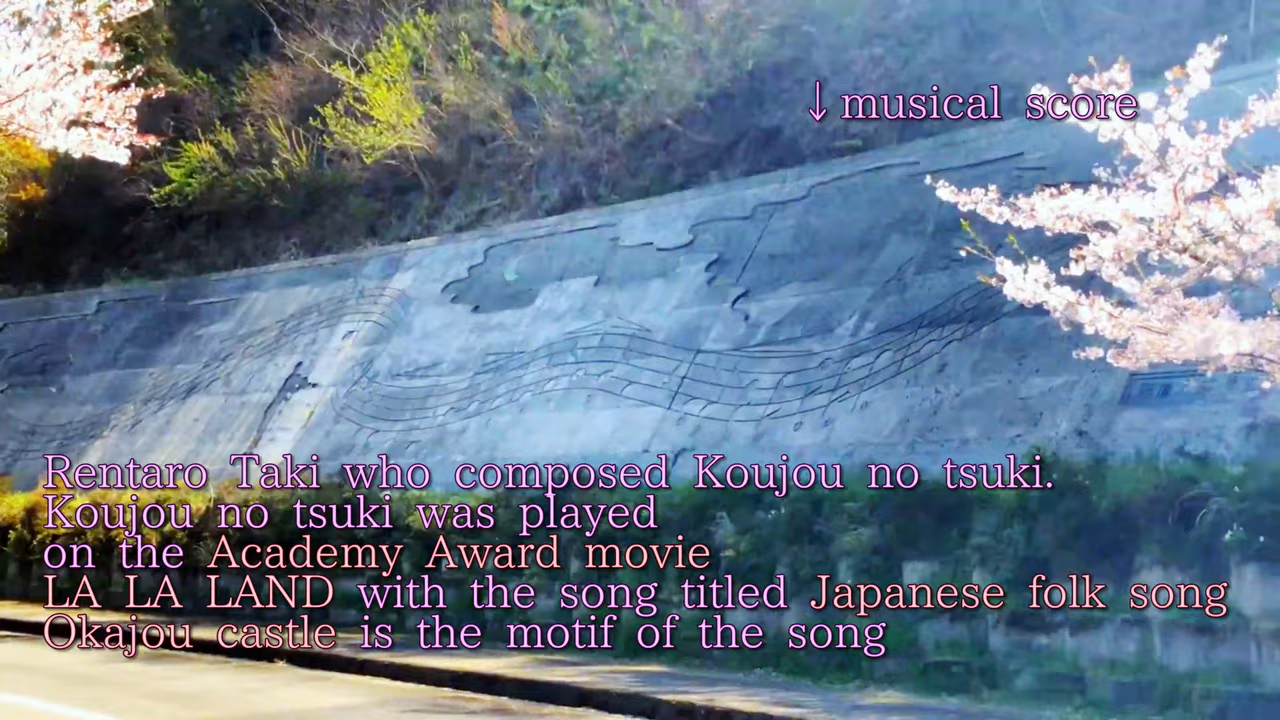 ↓musical score
Rentaro Taki who composed Koujou no tsuki.
Koujou no tsuki was played
on the Academy Award movie
LA LA LAND with the song titled Japanese folk song
Okajou castle is the motif of the song